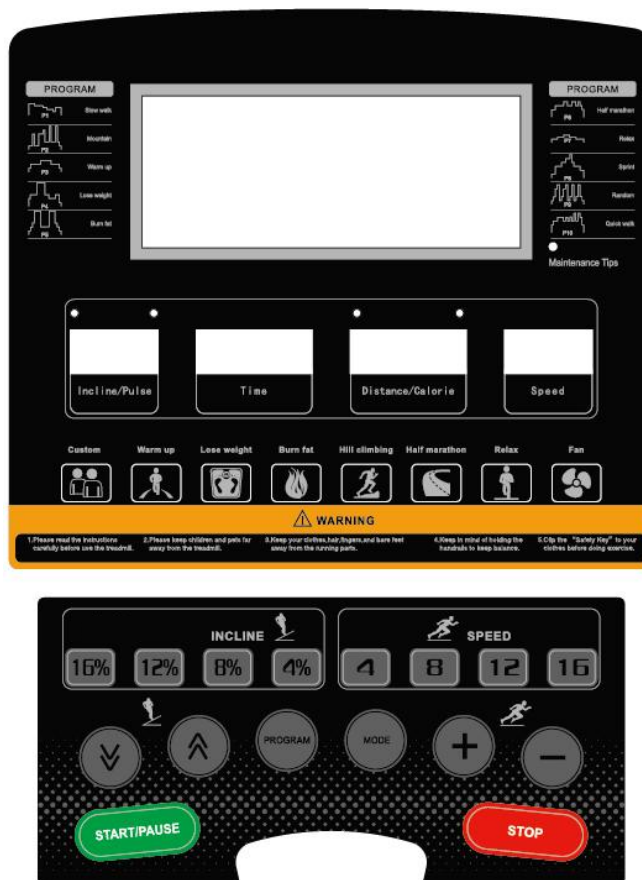 PROGRAM
P1 Slow walk
P2 Mountain
P3 Warm up
P4 Lose weight
P5 Burn fat
PROGRAM
P6 Half marathon
P7 Relax
P8 Sprint
P9 Random
P10 Quick walk
Maintenance Tips
Incline/Pulse
Time
Distance/Calorie
Speed
Custom
Warm up
Lose weight
Burn fat
Hill climbing
Half marathon
Relax
Fan
WARNING
1.Please read the instructions
carefully before use the treadmill.
2.Please keep children and pets far
away from the treadmill.
3.Keep your clothes,hair,fingers,and bare feet
away from the running parts.
4.Keep in mind of holding the
handrails to keep balance.
5.Clip the "Safety Key" to your
clothes before doing exercise.
INCLINE
16% 12% 8% 4%
SPEED
4 8 12 16
PROGRAM
MODE
+
−
START/PAUSE
STOP